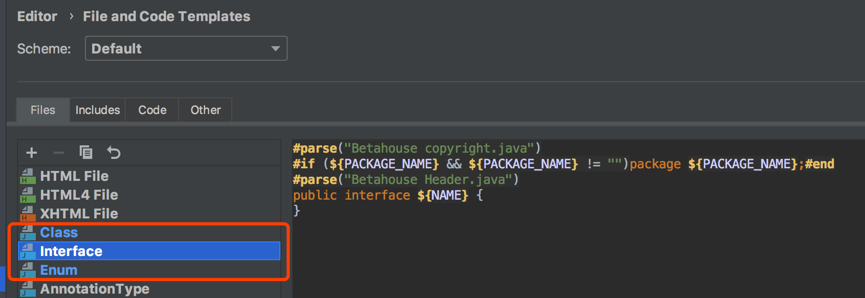 Editor › File and Code Templates
Scheme: Default
Files Includes Code Other
HTML File
HTML4 File
XHTML File
Class
Interface
Enum
AnnotationType
#parse("Betahouse copyright.java")
#if (${PACKAGE_NAME} && ${PACKAGE_NAME} != "")package ${PACKAGE_NAME};#end
#parse("Betahouse Header.java")
public interface ${NAME} {
}